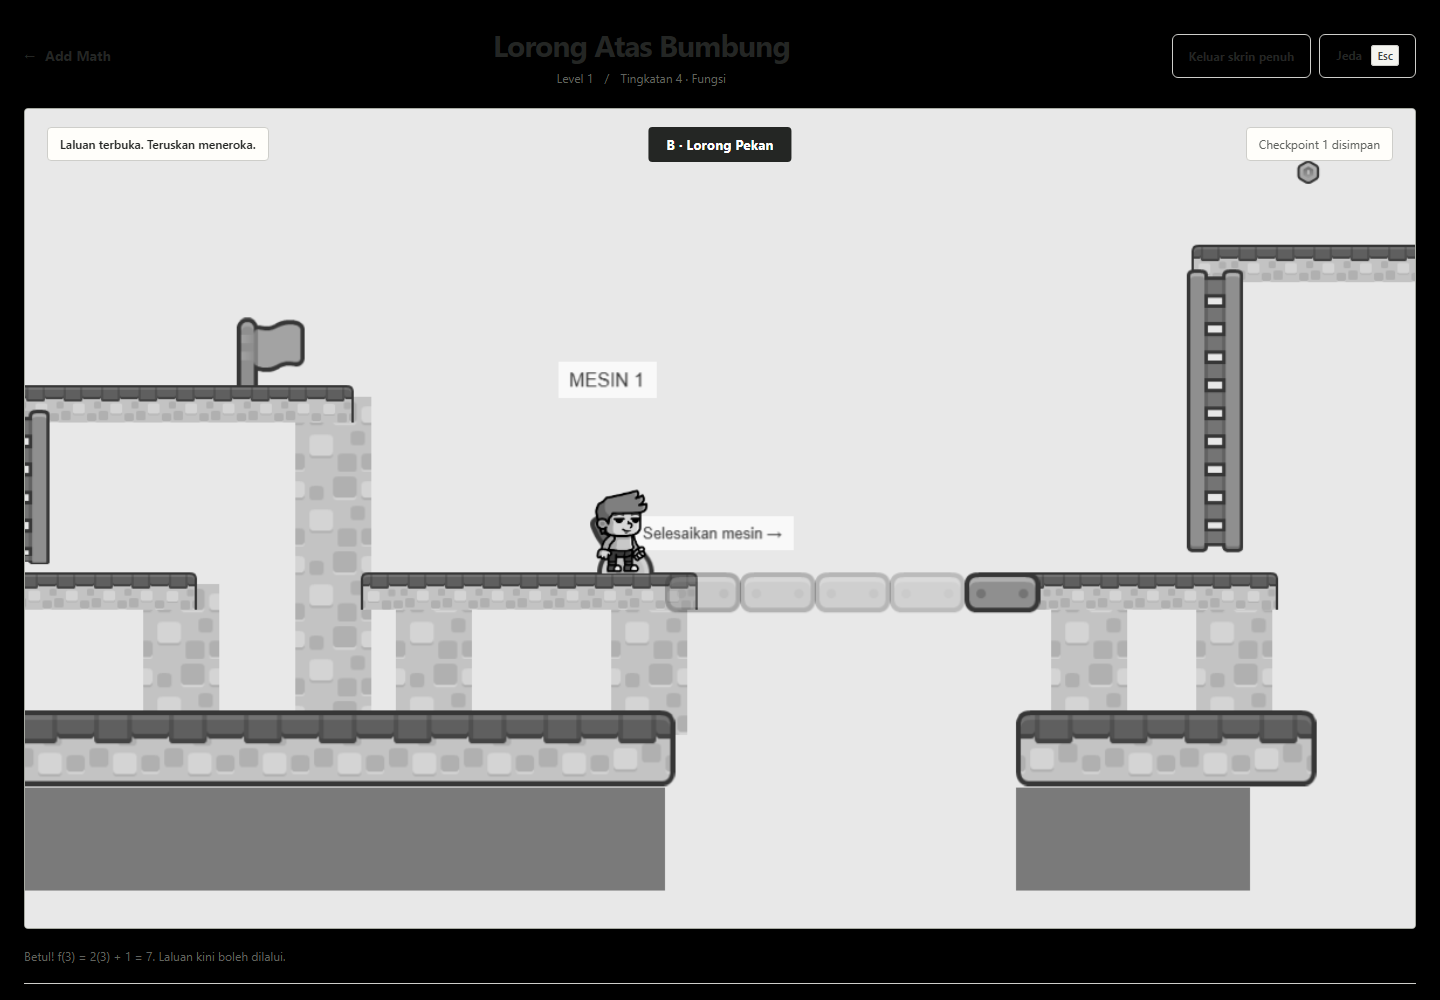 ← Add Math
Lorong Atas Bumbung
Level 1 / Tingkatan 4 · Fungsi
Keluar skrin penuh
Jeda Esc
Laluan terbuka. Teruskan meneroka.
B · Lorong Pekan
Checkpoint 1 disimpan
MESIN 1
Selesaikan mesin →
Betul! f(3) = 2(3) + 1 = 7. Laluan kini boleh dilalui.